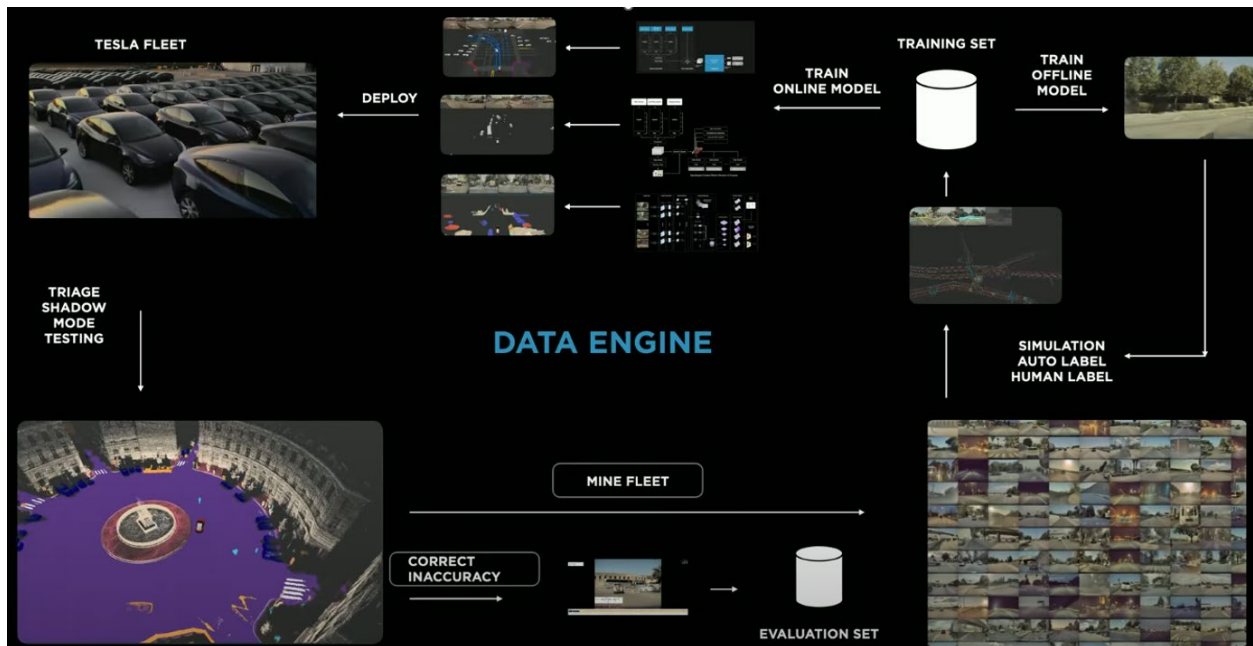 TESLA FLEET
DEPLOY
TRAIN
ONLINE MODEL
TRAINING SET
TRAIN
OFFLINE
MODEL
TRIAGE
SHADOW
MODE
TESTING
DATA ENGINE
SIMULATION
AUTO LABEL
HUMAN LABEL
MINE FLEET
CORRECT
INACCURACY
EVALUATION SET